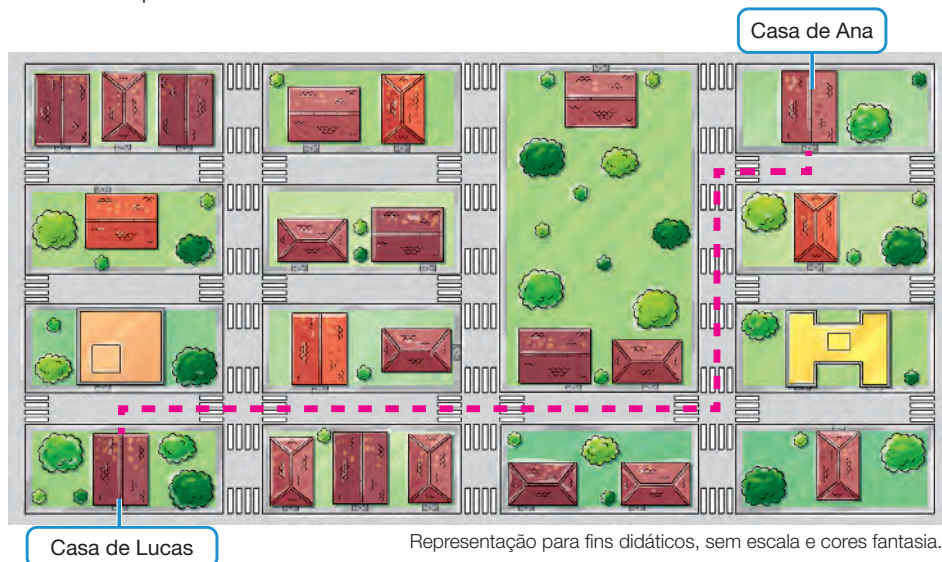 Casa de Ana
Casa de Lucas
Representação para fins didáticos, sem escala e cores fantasia.